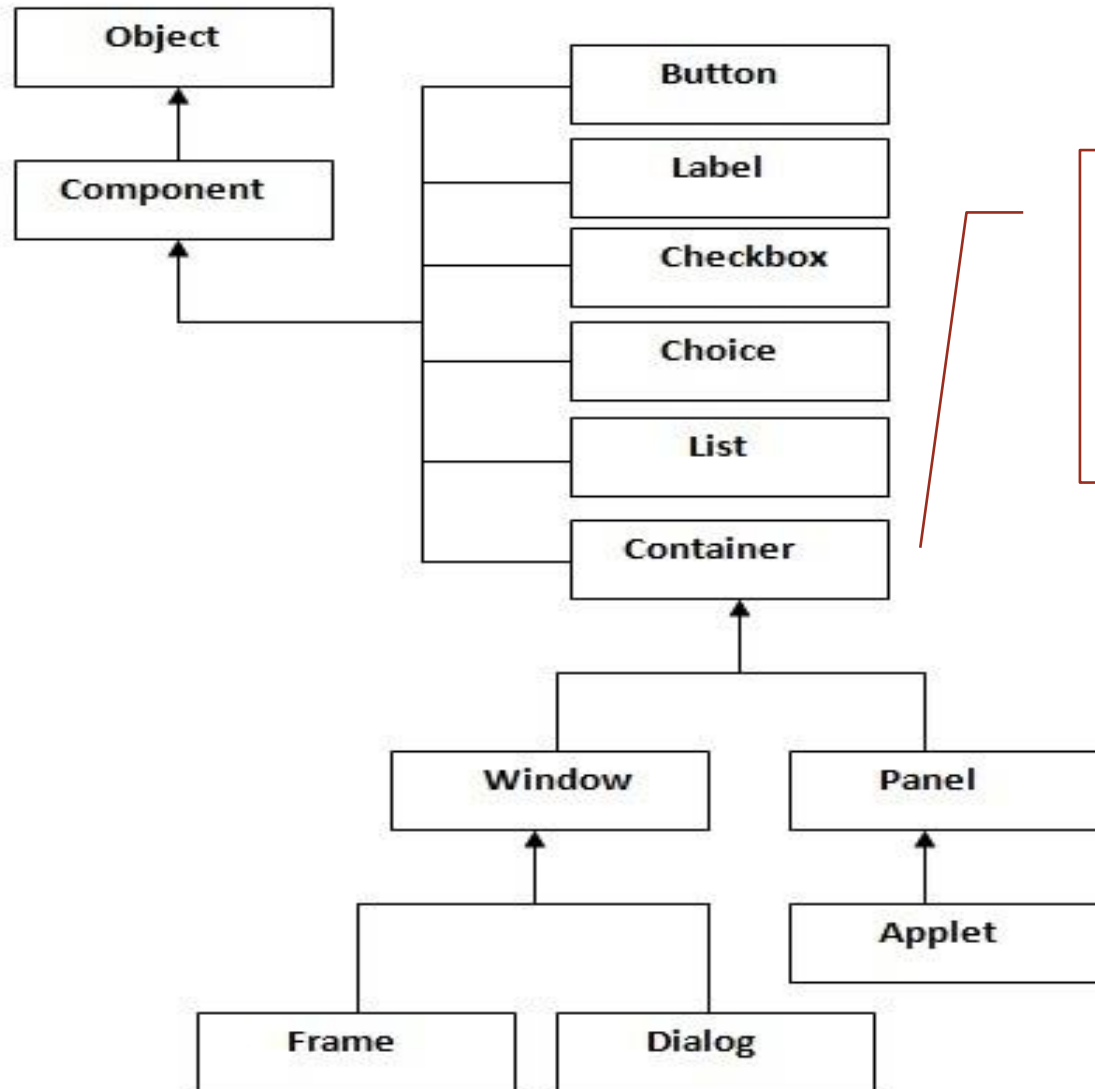 Object
Button
Label
Component
Checkbox
Choice
List
Container
Window
Panel
Applet
Frame
Dialog